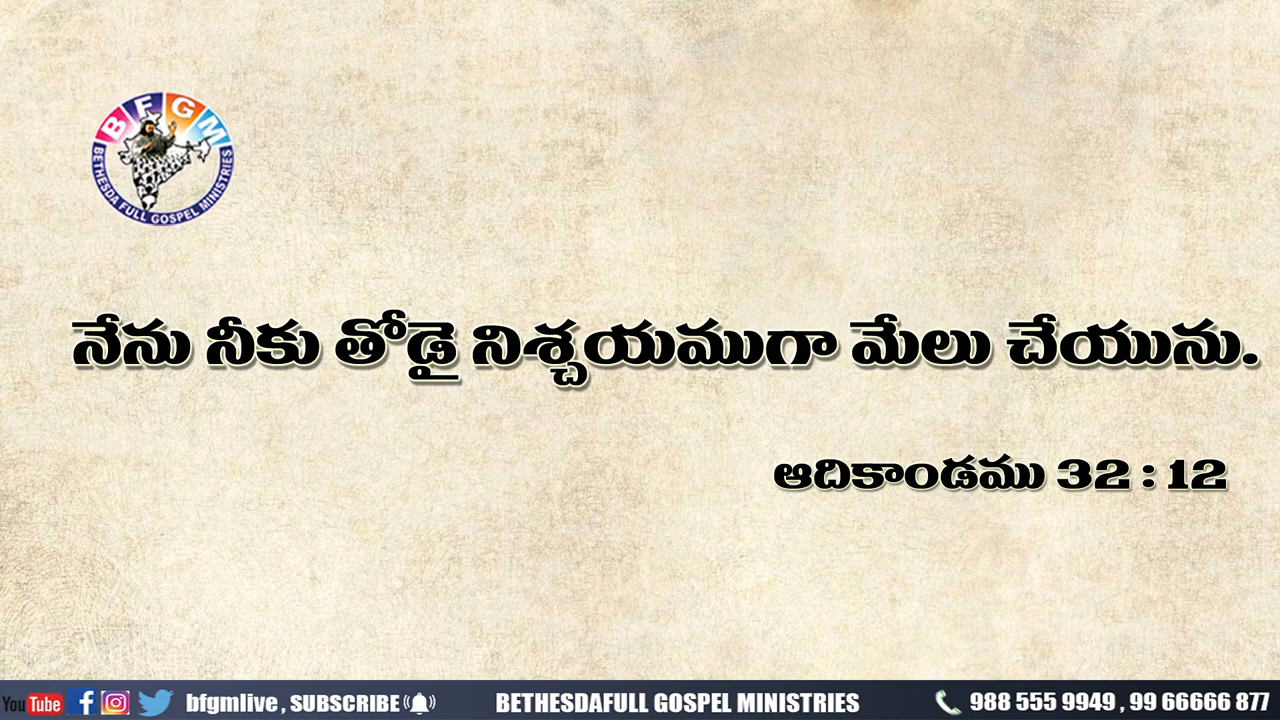 BFGM
BETHESDA FULL GOSPEL MINISTRIES
నేను నీకు తోడై నిశ్చయముగా మేలు చేయును.
ఆదికాండము 32 : 12
YouTube bfgmlive , SUBSCRIBE BETHESDAFULL GOSPEL MINISTRIES 988 555 9949 , 99 66666 877